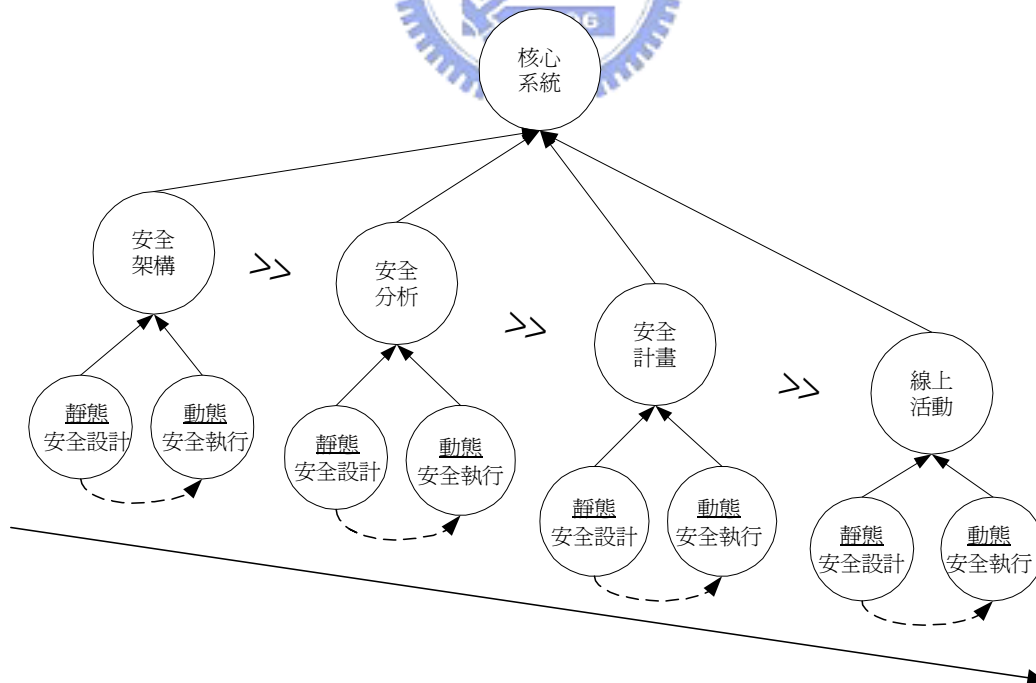 核心
系統
安全
架構
>>
安全
分析
>>
安全
計畫
>>
線上
活動
靜態
安全設計
動態
安全執行
靜態
安全設計
動態
安全執行
靜態
安全設計
動態
安全執行
靜態
安全設計
動態
安全執行